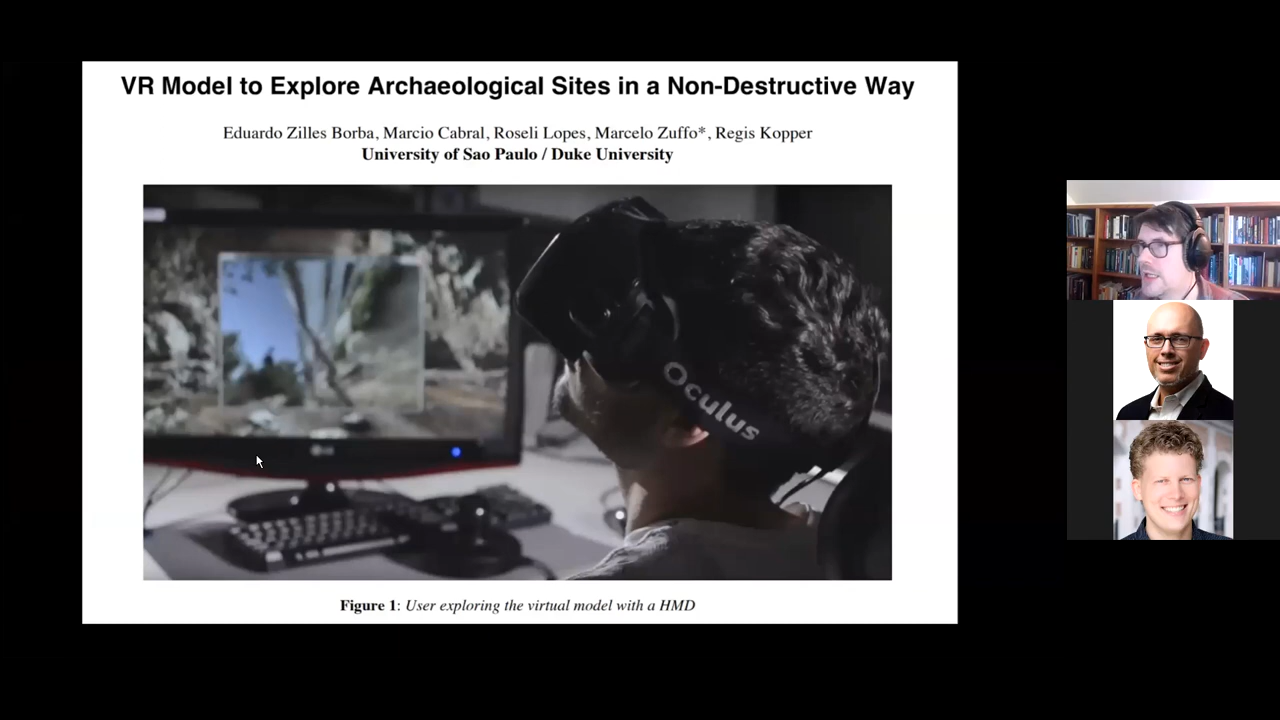 VR Model to Explore Archaeological Sites in a Non-Destructive Way
Eduardo Zilles Borba, Marcio Cabral, Roseli Lopes, Marcelo Zuffo*, Regis Kopper
University of Sao Paulo / Duke University
Oculus
LG
Figure 1: User exploring the virtual model with a HMD